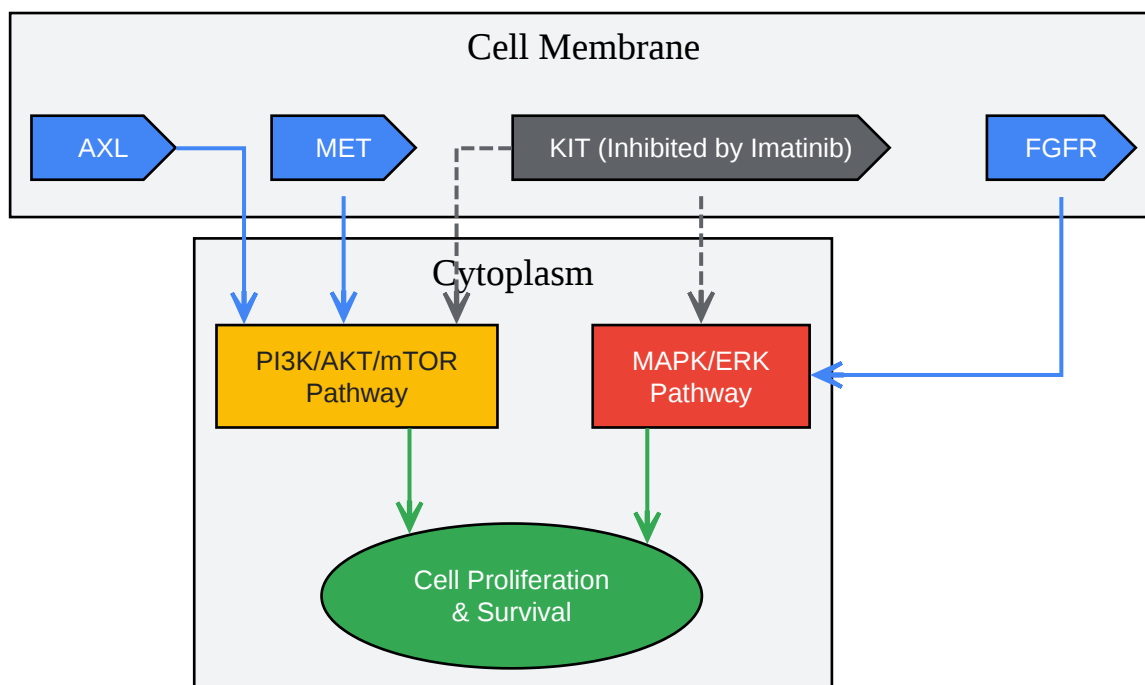 Cell Membrane
AXL
MET
KIT (Inhibited by Imatinib)
FGFR
Cytoplasm
PI3K/AKT/mTOR
Pathway
MAPK/ERK
Pathway
Cell Proliferation
& Survival